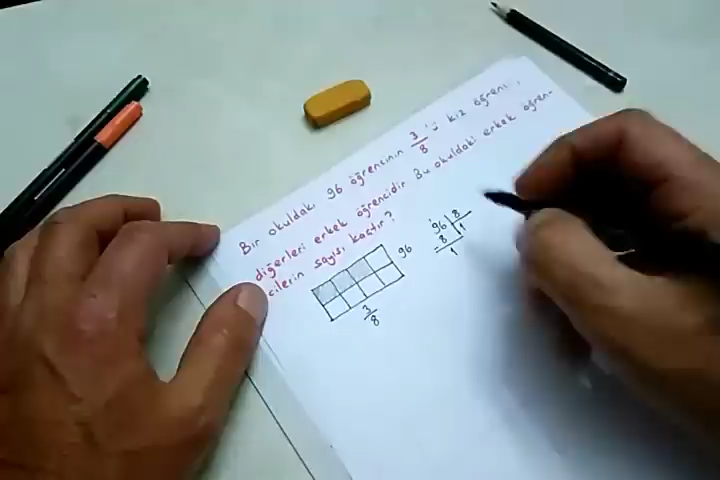 Bir okuldaki 96 öğrencinin 3/8 'ü kız öğrenci,
diğerleri erkek öğrencidir. Bu okuldaki erkek öğren-
cilerin sayısı kaçtır?
96
3/8
96 8
8 1
1